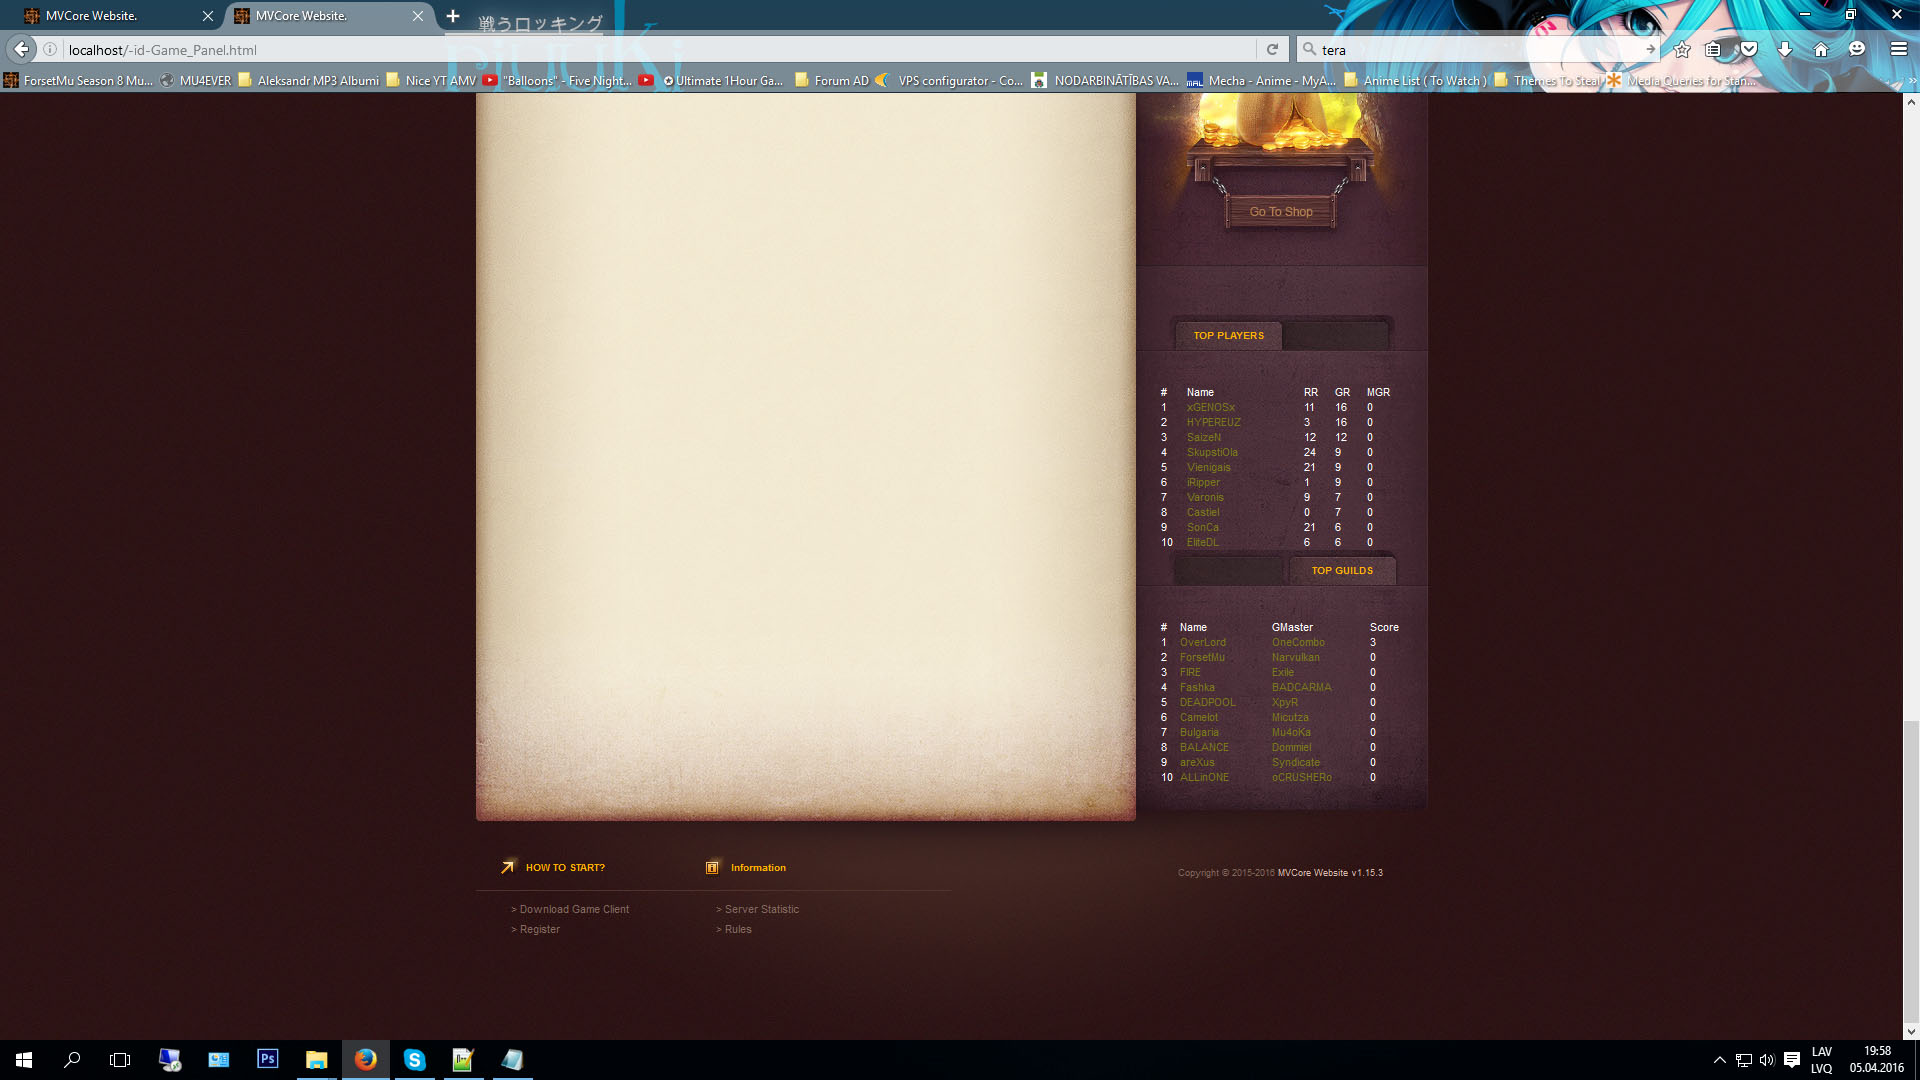 MVCore Website.
MVCore Website.
戦うロッキング
localhost/-id-Game_Panel.html
tera
ForsetMu Season 8 Mu...
MU4EVER
Aleksandr MP3 Albumi
Nice YT AMV
"Balloons" - Five Night...
✪ Ultimate 1Hour Ga...
Forum AD
VPS configurator - Co...
NODARBINĀTĪBAS VA...
MAL
Mecha - Anime - MyA...
Anime List ( To Watch )
Themes To Steal
Media Queries for Stan...
Go To Shop
TOP PLAYERS
# Name RR GR MGR
1 xGENOSx 11 16 0
2 HYPEREUZ 3 16 0
3 SaizeN 12 12 0
4 SkupstiOla 24 9 0
5 Vienigais 21 9 0
6 iRipper 1 9 0
7 Varonis 9 7 0
8 Castiel 0 7 0
9 SonCa 21 6 0
10 EliteDL 6 6 0
TOP GUILDS
# Name GMaster Score
1 OverLord OneCombo 3
2 ForsetMu Narvulkan 0
3 FIRE Exile 0
4 Fashka BADCARMA 0
5 DEADPOOL XpyR 0
6 Camelot Micutza 0
7 Bulgaria Mu4oKa 0
8 BALANCE Dommiel 0
9 areXus Syndicate 0
10 ALLinONE oCRUSHERo 0
HOW TO START?
Information
Copyright © 2015-2016 MVCore Website v1.15.3
> Download Game Client
> Server Statistic
> Register
> Rules
Ps
LAV
LVQ
19:58
05.04.2016